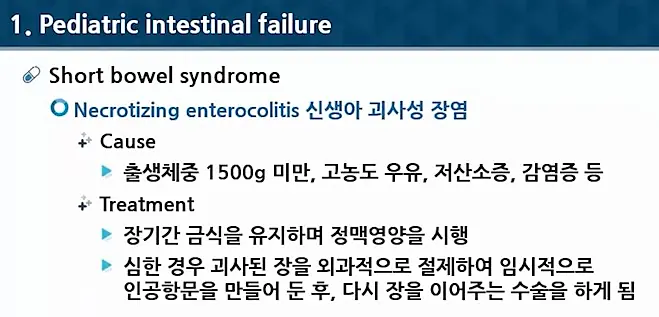 1. Pediatric intestinal failure
Short bowel syndrome
Necrotizing enterocolitis 신생아 괴사성 장염
Cause
출생체중 1500g 미만, 고농도 우유, 저산소증, 감염증 등
Treatment
장기간 금식을 유지하며 정맥영양을 시행
심한 경우 괴사된 장을 외과적으로 절제하여 임시적으로
인공항문을 만들어 둔 후, 다시 장을 이어주는 수술을 하게 됨